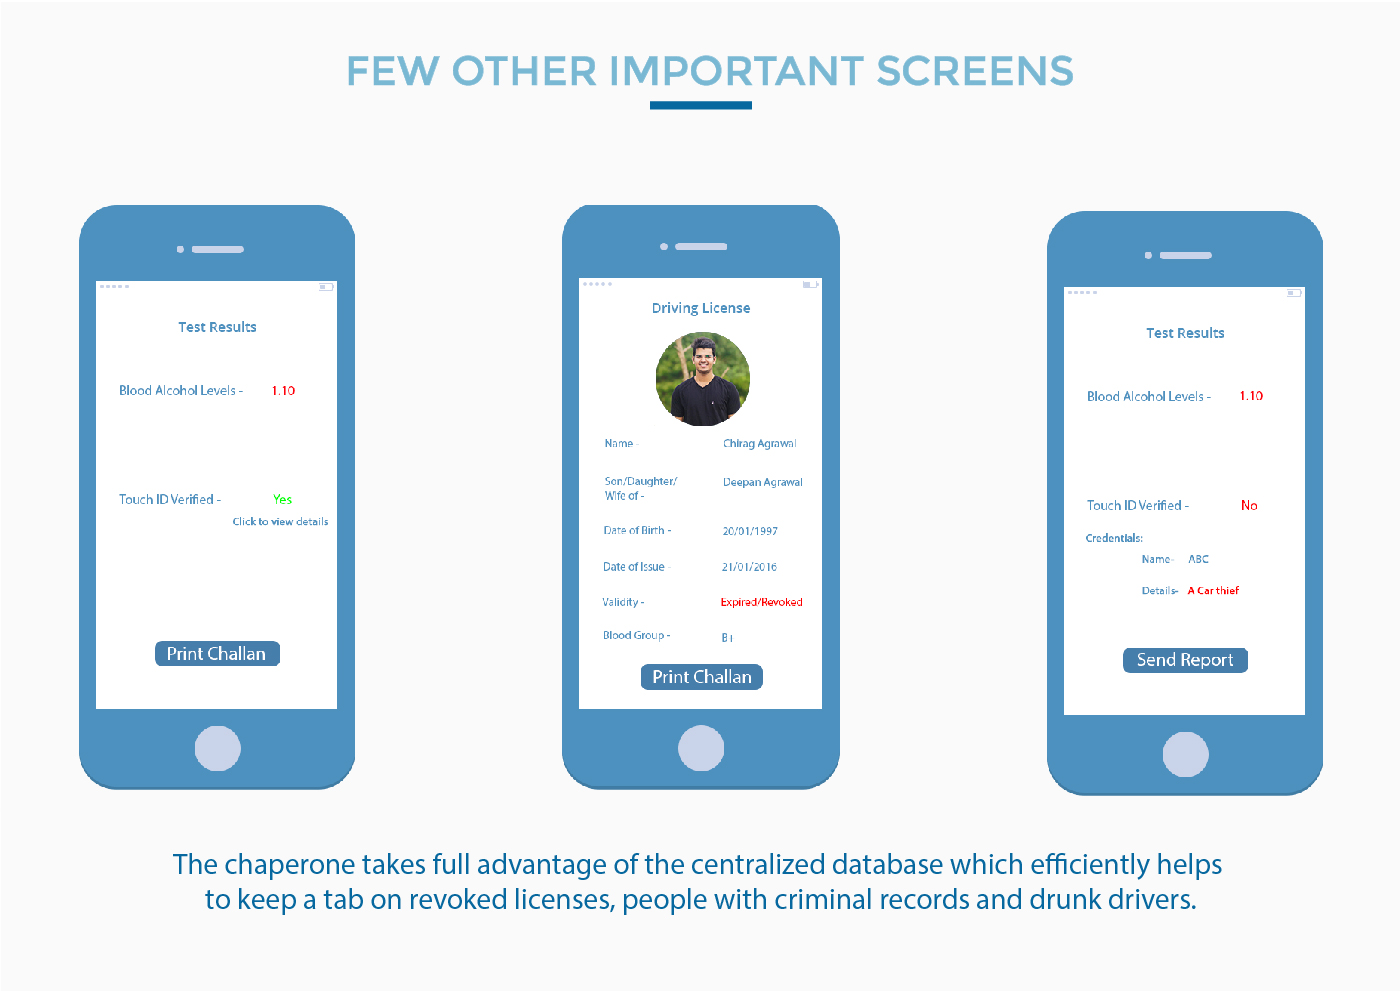 FEW OTHER IMPORTANT SCREENS
Test Results
Blood Alcohol Levels - 1.10
Touch ID Verified - Yes
Click to view details
Print Challan
Driving License
Name - Chirag Agrawal
Son/Daughter/ Deepan Agrawal
Wife of -
Date of Birth - 20/01/1997
Date of Issue - 21/01/2016
Validity - Expired/Revoked
Blood Group - B+
Print Challan
Test Results
Blood Alcohol Levels - 1.10
Touch ID Verified - No
Credentials:
Name- ABC
Details- A Car thief
Send Report
The chaperone takes full advantage of the centralized database which efficiently helps
to keep a tab on revoked licenses, people with criminal records and drunk drivers.